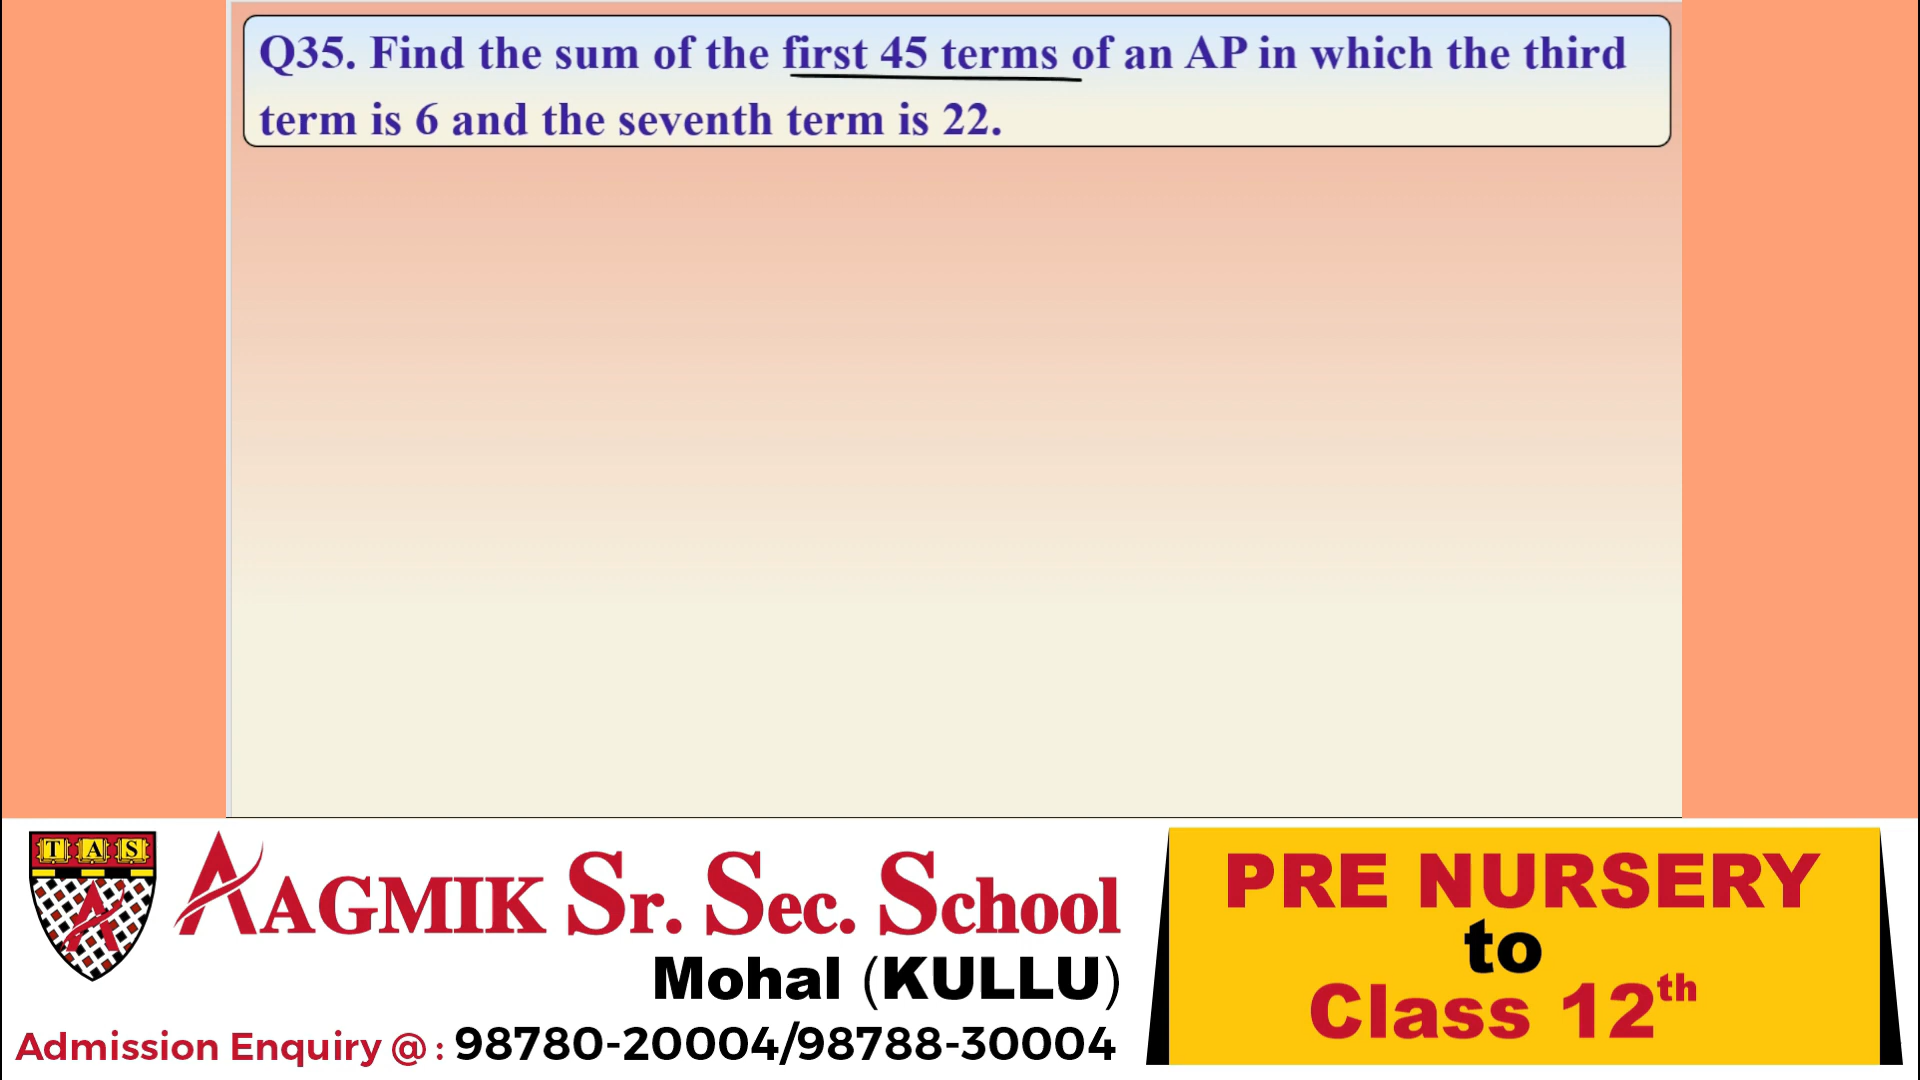 Q35. Find the sum of the first 45 terms of an AP in which the third
term is 6 and the seventh term is 22.
T A S
AAGMIK Sr. Sec. School
Mohal (KULLU)
Admission Enquiry @ : 98780-20004/98788-30004
PRE NURSERY
to
Class 12th